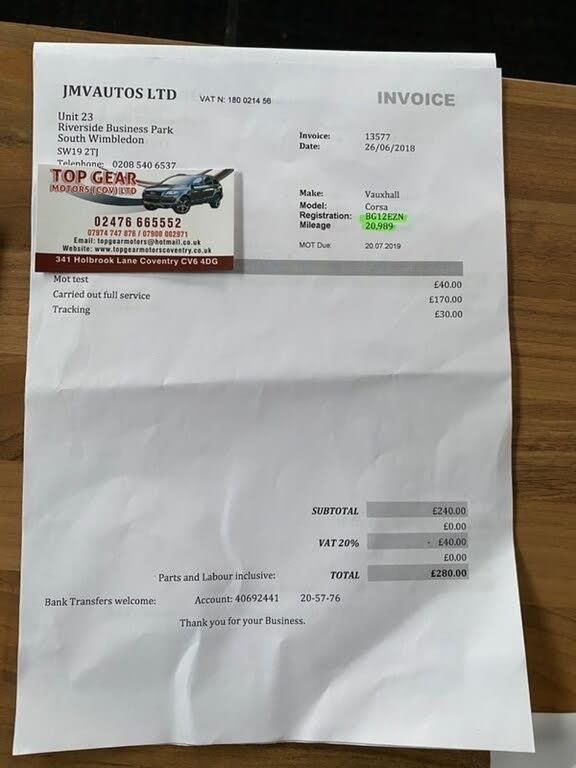 JMVAUTOS LTD
VAT N: 180 0214 56
INVOICE
Unit 23
Riverside Business Park
South Wimbledon
SW19 2TJ
Telephone: 0208 540 6537
Invoice: 13577
Date: 26/06/2018
TOP GEAR
MOTORS (COV) LTD
02476 665552
07974 747 876 / 07900 002971
Email: topgearmotors@hotmail.co.uk
Website: www.topgearmotorscoventry.co.uk
341 Holbrook Lane Coventry CV6 4DG
Make: Vauxhall
Model: Corsa
Registration: BG12EZN
Mileage 20,989
MOT Due: 20.07.2019
Mot test £40.00
Carried out full service £170.00
Tracking £30.00
SUBTOTAL £240.00
£0.00
VAT 20% - £40.00
£0.00
Parts and Labour inclusive: TOTAL £280.00
Bank Transfers welcome: Account: 40692441 20-57-76
Thank you for your Business.